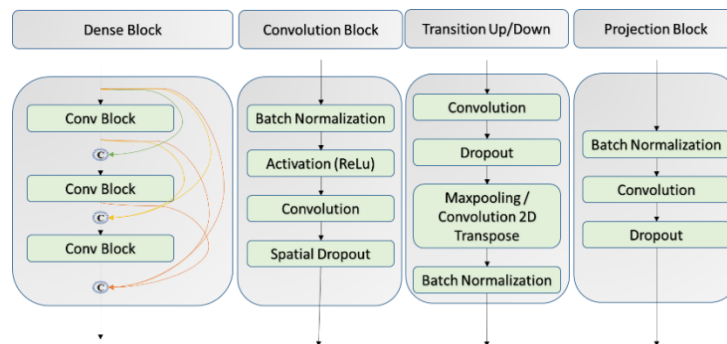 Dense Block
Conv Block
C
Conv Block
C
Conv Block
C
Convolution Block
Batch Normalization
Activation (ReLu)
Convolution
Spatial Dropout
Transition Up/Down
Convolution
Dropout
Maxpooling /
Convolution 2D
Transpose
Batch Normalization
Projection Block
Batch Normalization
Convolution
Dropout